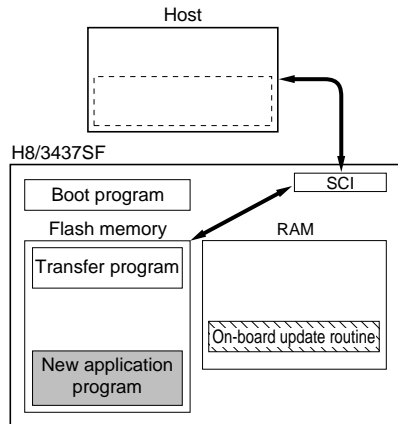 Host
H8/3437SF
SCI
Boot program
Flash memory
RAM
Transfer program
On-board update routine
New application
program